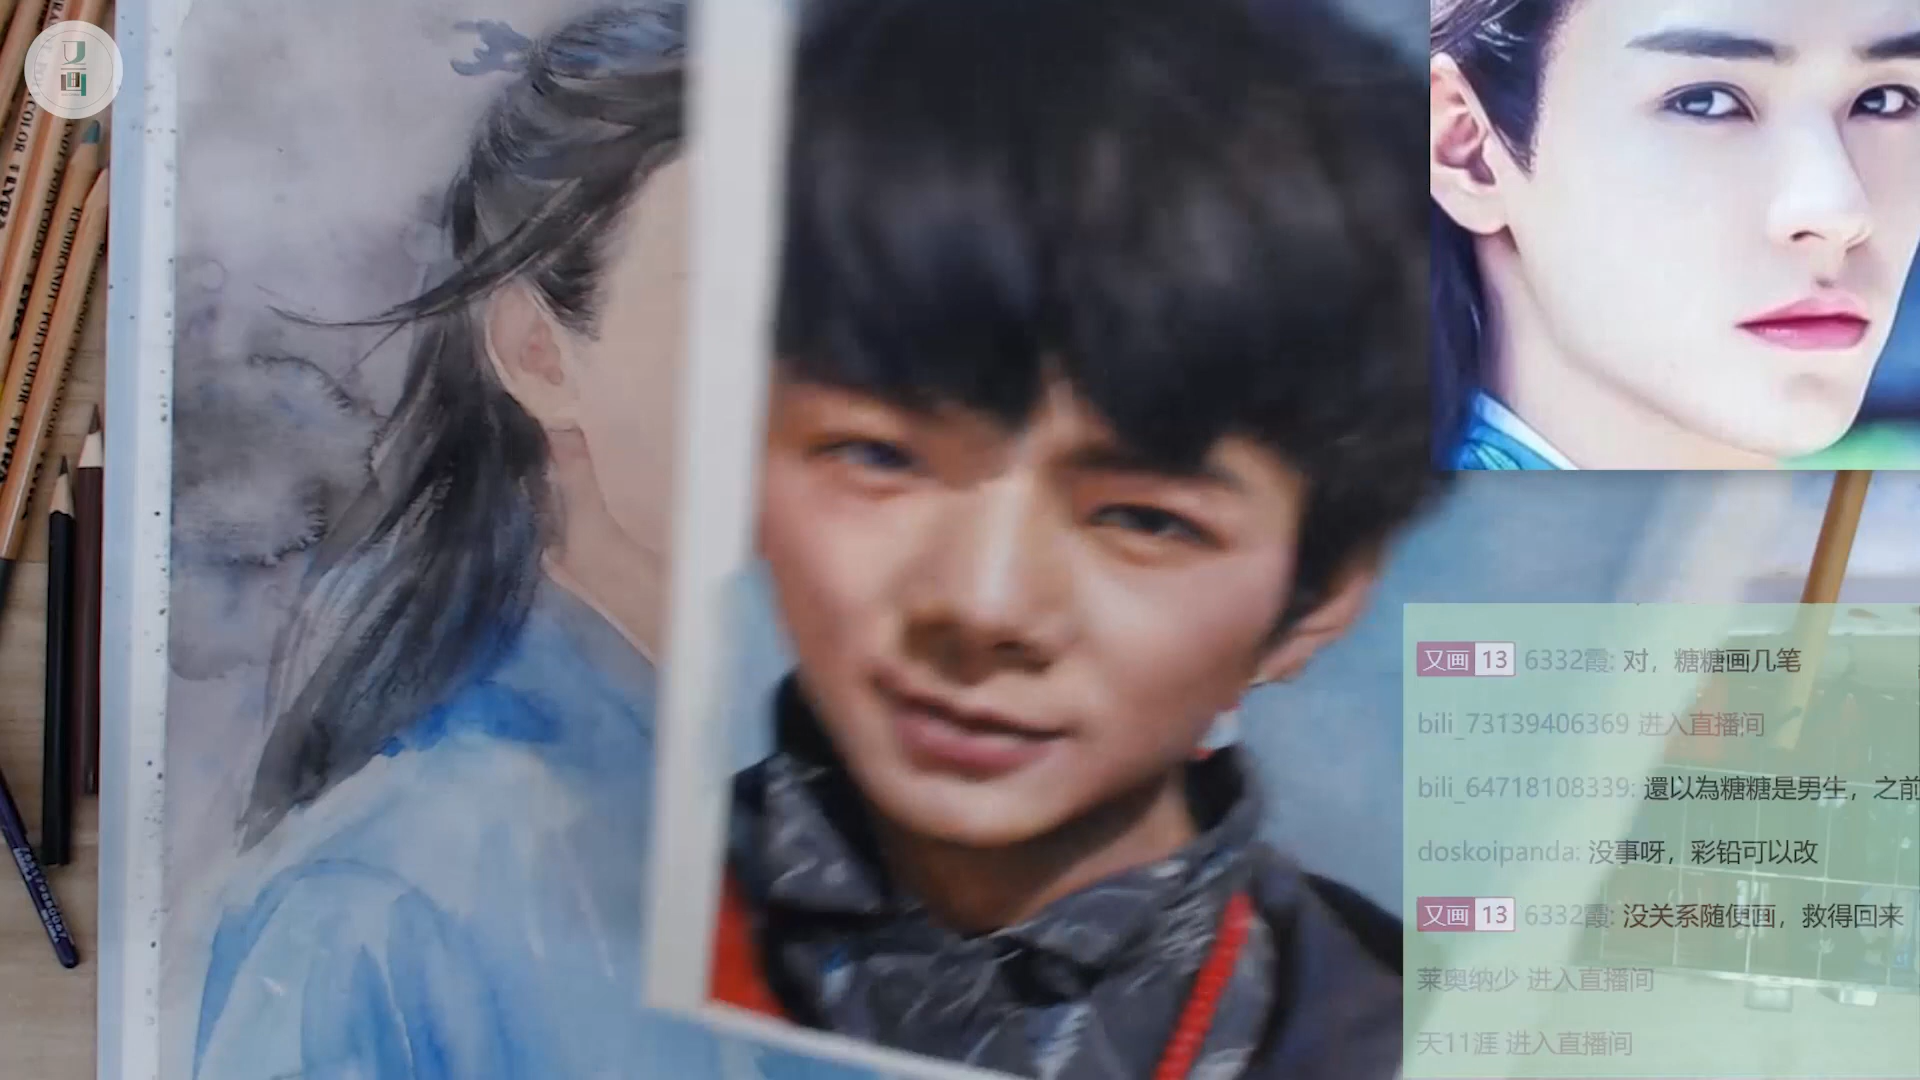 又画
又画 13 6332霞: 对，糖糖画几笔
bili_73139406369 进入直播间
bili_64718108339: 還以為糖糖是男生，之前
doskoipanda: 没事呀，彩铅可以改
又画 13 6332霞: 没关系随便画，救得回来
莱奥纳少 进入直播间
天11涯 进入直播间